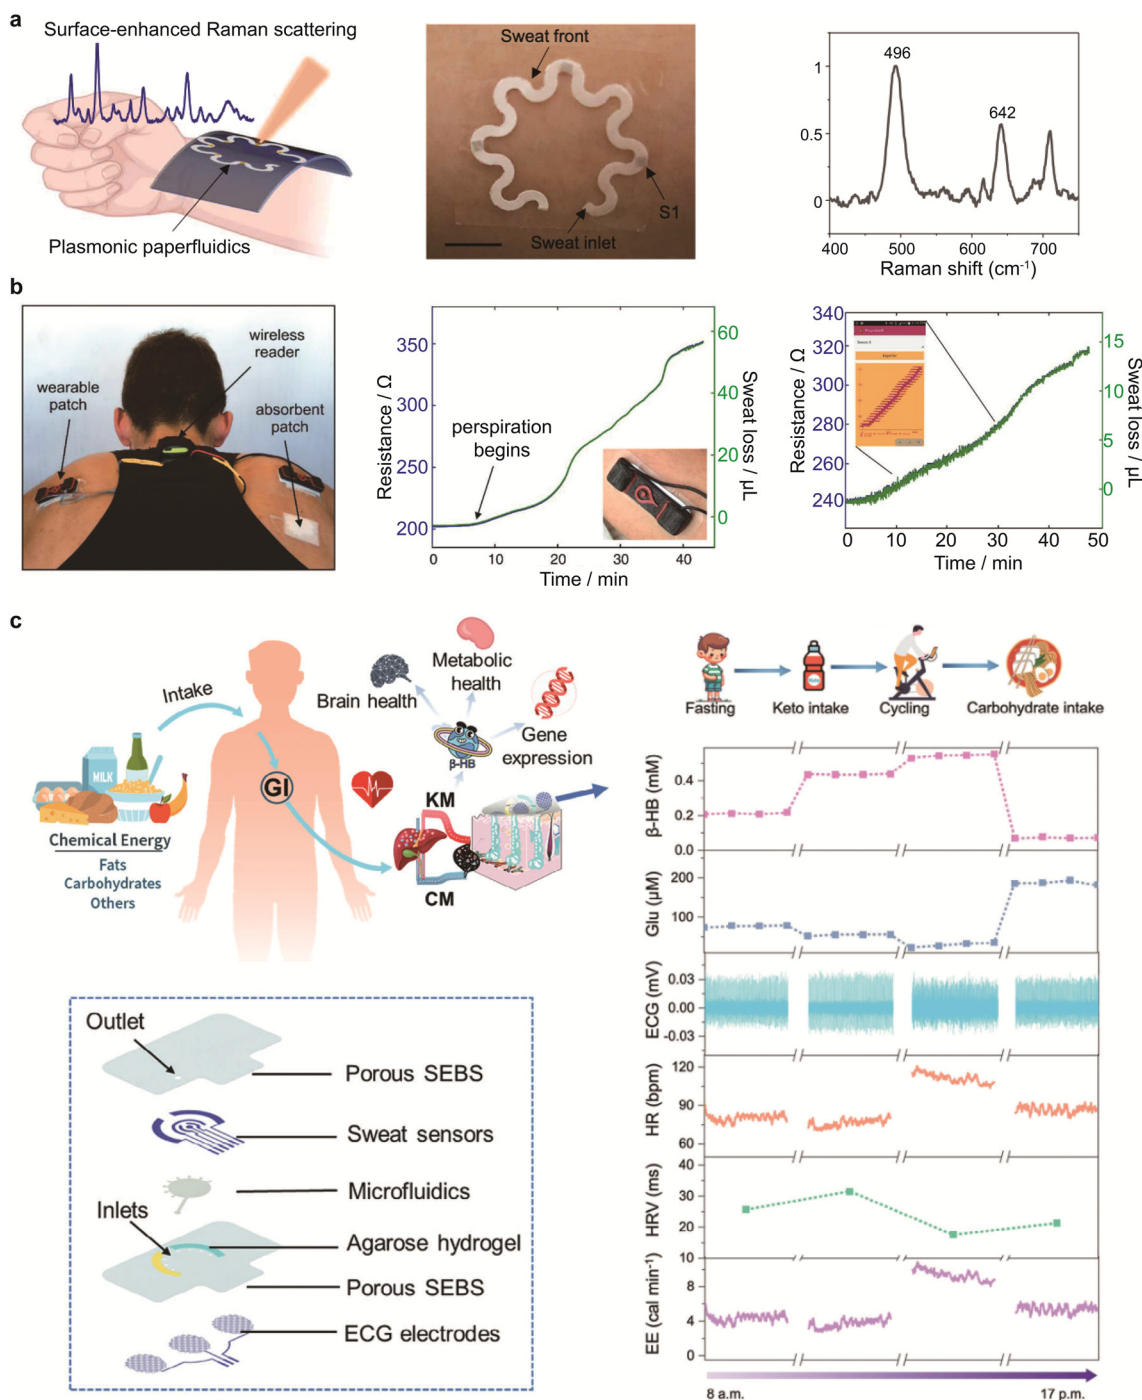 a
Surface-enhanced Raman scattering
Plasmonic paperfluidics
Sweat front
S1
Sweat inlet
496
642
1
0.5
0
400
500
600
700
Raman shift (cm-1)
b
wireless
reader
wearable
patch
absorbent
patch
Resistance / Ω
350
300
250
200
perspiration
begins
60
40
20
0
Sweat loss / μL
0
10
20
30
40
Time / min
Resistance / Ω
340
320
300
280
260
240
15
10
5
0
Sweat loss / μL
0
10
20
30
40
50
Time / min
c
Intake
MILK
Chemical Energy
Fats
Carbohydrates
Others
GI
Brain health
Metabolic
health
Gene
expression
β-HB
KM
CM
Fasting
Keto intake
Cycling
Carbohydrate intake
β-HB (mM)
0.4
0.2
0.0
Glu (μM)
200
100
ECG (mV)
0.03
0.00
-0.03
HR (bpm)
120
90
60
HRV (ms)
40
30
20
10
EE (cal min-1)
8
4
0
8 a.m.
17 p.m.
Outlet
Porous SEBS
Sweat sensors
Microfluidics
Inlets
Agarose hydrogel
Porous SEBS
ECG electrodes